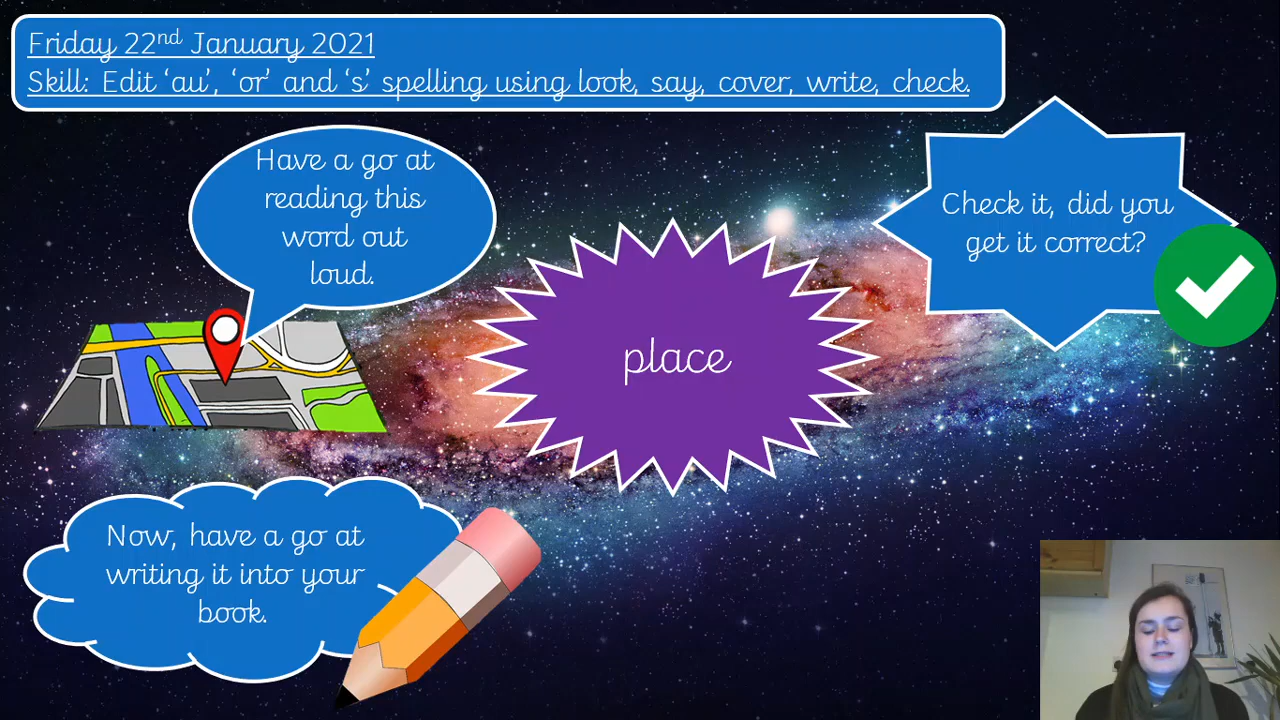 Friday 22nd January 2021
Skill: Edit ‘au’, ‘or’ and ‘s’ spelling using look, say, cover, write, check.
Have a go at
reading this
word out
loud.
Check it, did you
get it correct?
place
Now, have a go at
writing it into your
book.